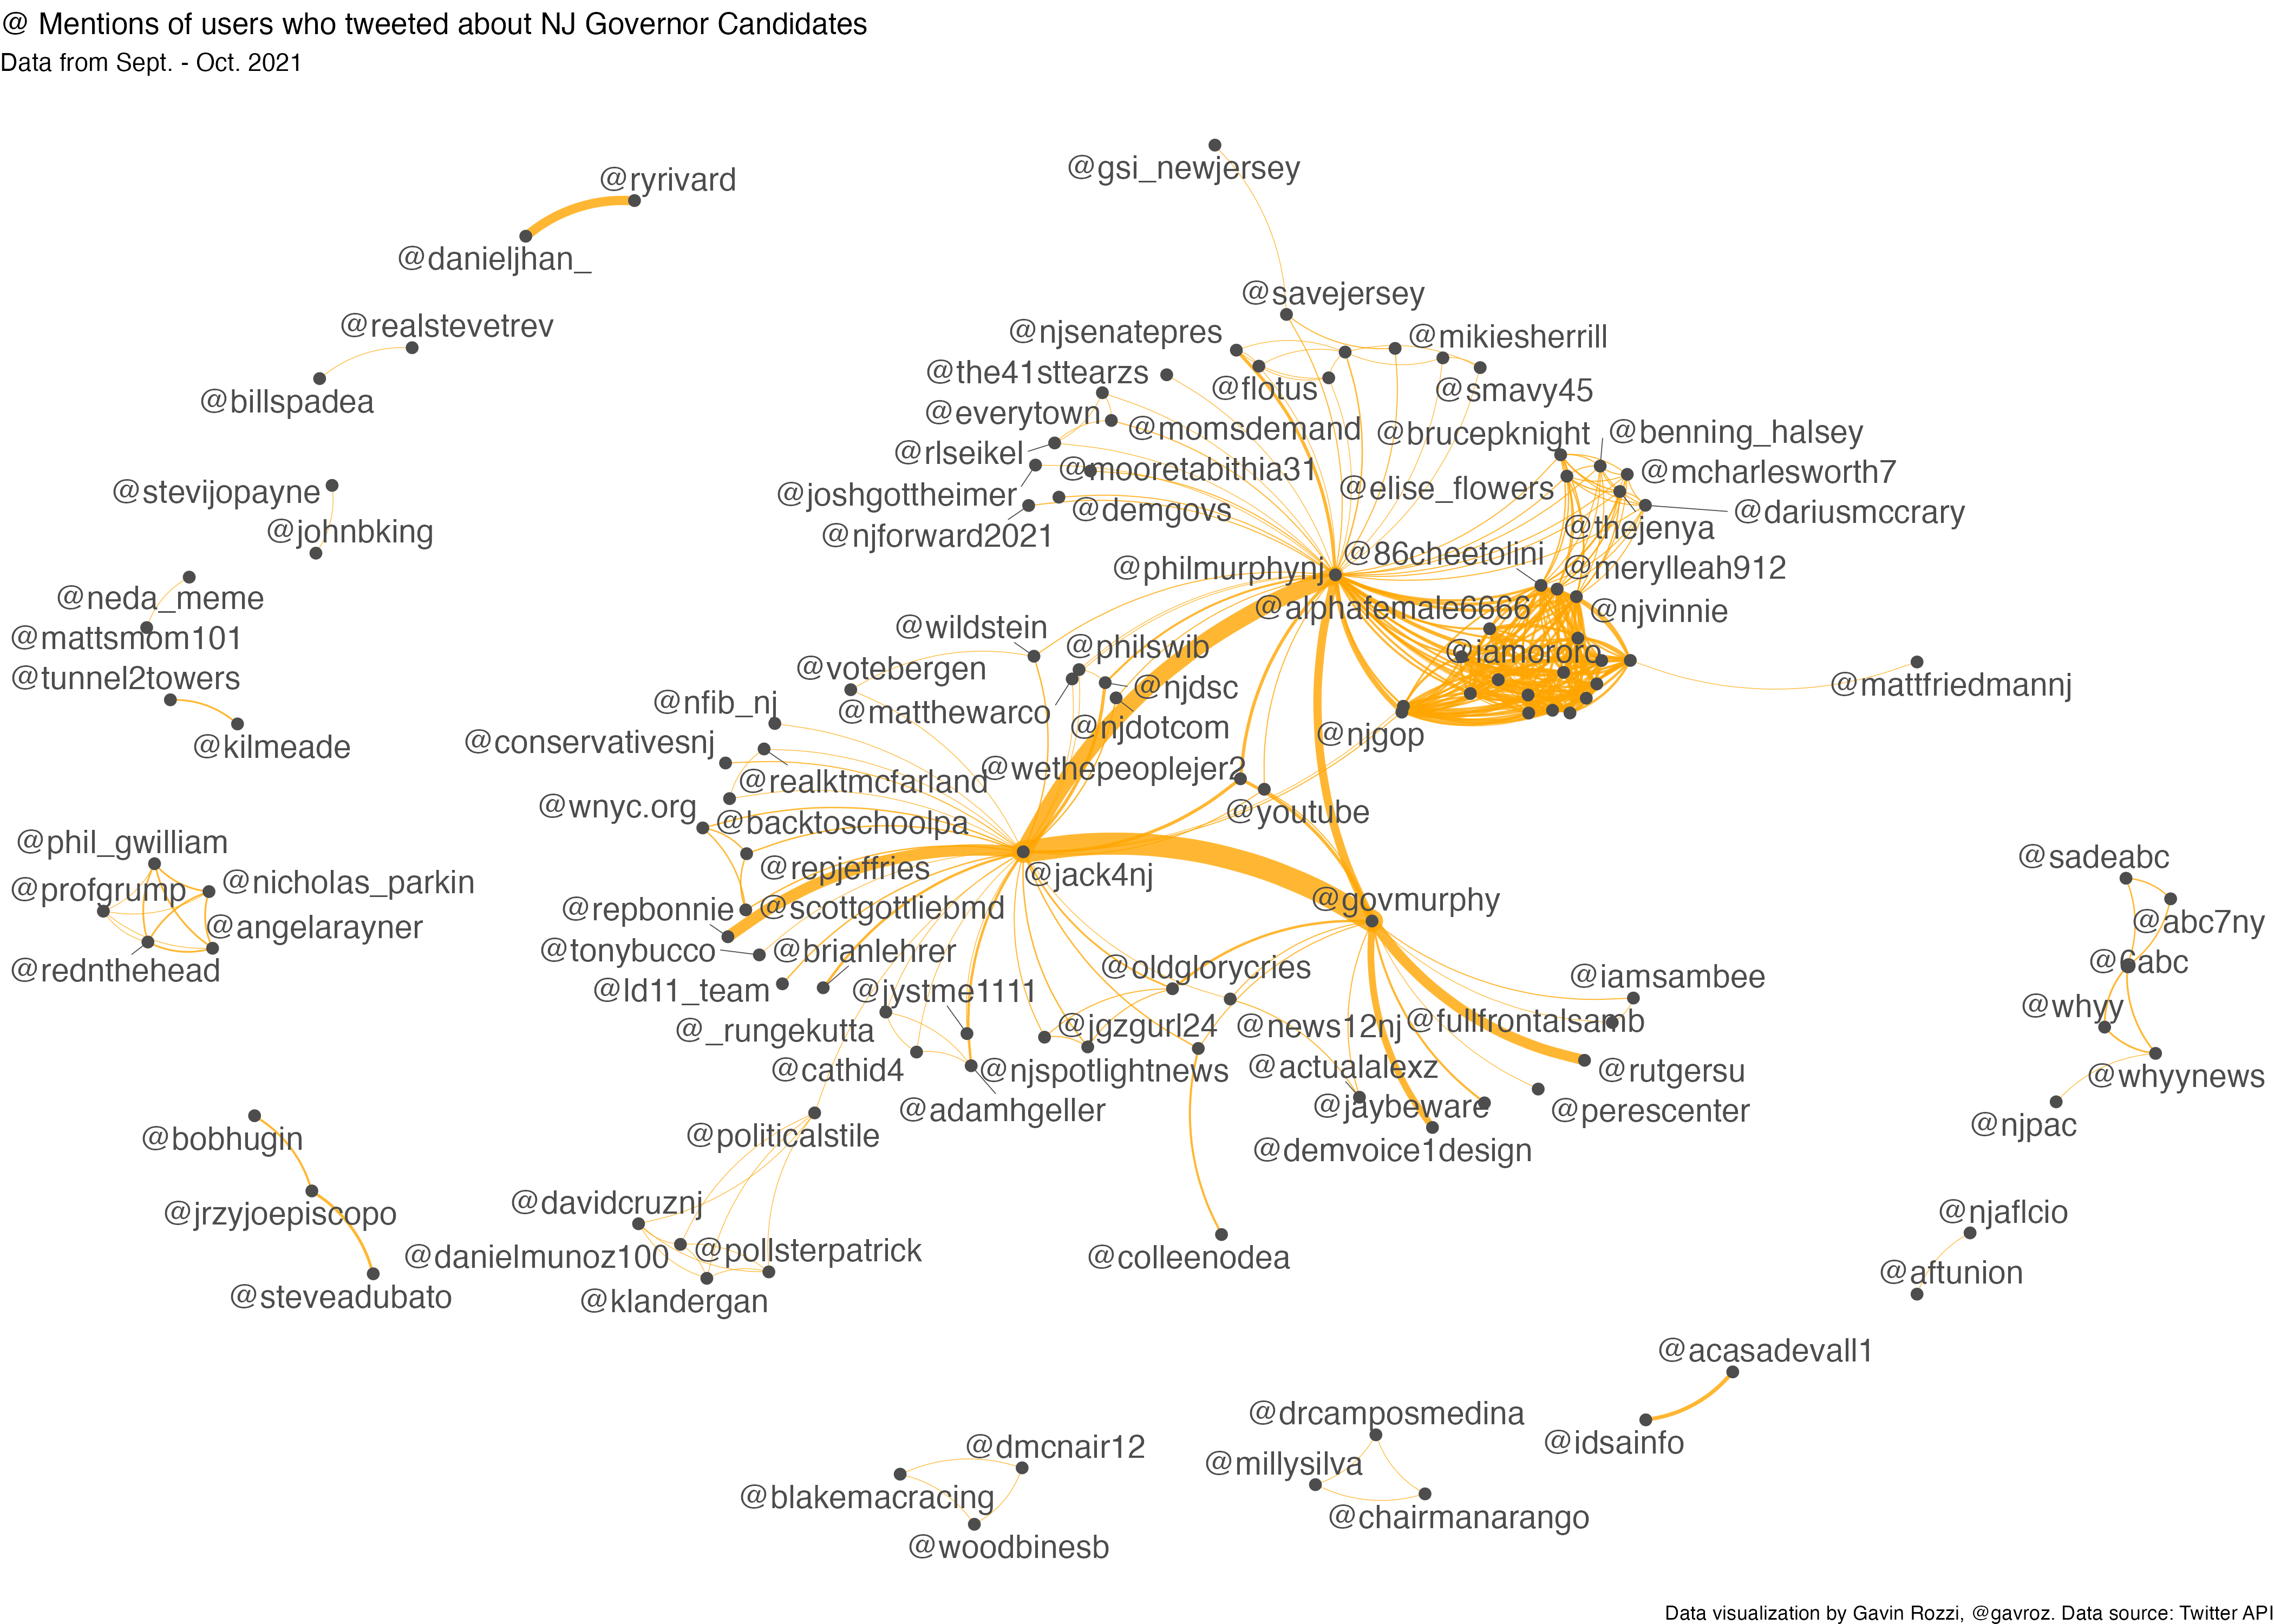 @ Mentions of users who tweeted about NJ Governor Candidates
Data from Sept. - Oct. 2021
@gsi_newjersey
@ryrivard
@danieljhan_
@savejersey
@realstevetrev
@njsenatepres
@mikiesherrill
@the41sttearzs
@flotus
@smavy45
@billspadea
@everytown
@momsdemand
@brucepknight
@benning_halsey
@rlseikel
@mooretabithia31
@mcharlesworth7
@stevijopayne
@joshgottheimer
@elise_flowers
@demgovs
@dariusmccrary
@johnbking
@njforward2021
@thejenya
@86cheetolini
@philmurphynj
@merylleah912
@neda_meme
@alphafemale6666
@njvinnie
@mattsmom101
@wildstein
@philswib
@iamororo
@tunnel2towers
@votebergen
@njdsc
@mattfriedmannj
@nfib_nj
@matthewarco
@njdotcom
@njgop
@kilmeade
@conservativesnj
@wethepeoplejer2
@realktmcfarland
@wnyc.org
@backtoschoolpa
@youtube
@phil_gwilliam
@sadeabc
@repjeffries
@jack4nj
@profgrump
@nicholas_parkin
@govmurphy
@repbonnie
@scottgottliebmd
@abc7ny
@angelarayner
@tonybucco
@brianlehrer
@6abc
@rednthehead
@oldglorycries
@iamsambee
@ld11_team
@jystme1111
@whyy
@_rungekutta
@jgzgurl24
@news12nj
@fullfrontalsamb
@cathid4
@njspotlightnews
@actualalexz
@rutgersu
@whyynews
@adamhgeller
@jaybeware
@perescenter
@njpac
@bobhugin
@politicalstile
@demvoice1design
@jrzyjoepiscopo
@davidcruznj
@njaflcio
@danielmunoz100
@pollsterpatrick
@colleenodea
@aftunion
@steveadubato
@klandergan
@acasadevall1
@drcamposmedina
@idsainfo
@dmcnair12
@millysilva
@blakemacracing
@chairmanarango
@woodbinesb
Data visualization by Gavin Rozzi, @gavroz. Data source: Twitter API